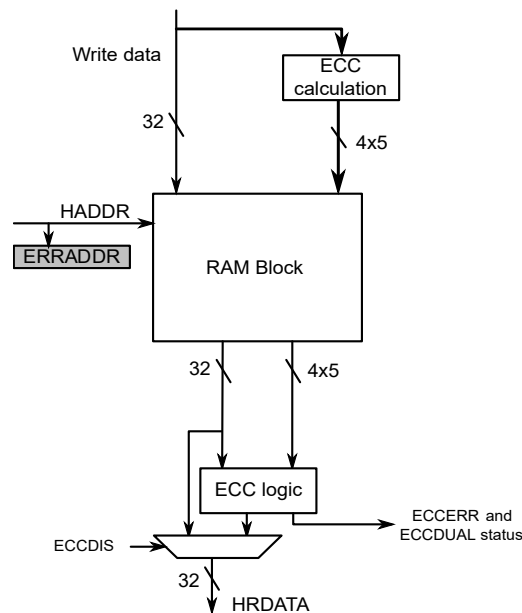 Write data
ECC
calculation
32
4x5
HADDR
ERRADDR
RAM Block
32
4x5
ECC logic
ECCERR and
ECCDUAL status
ECCDIS
32
HRDATA